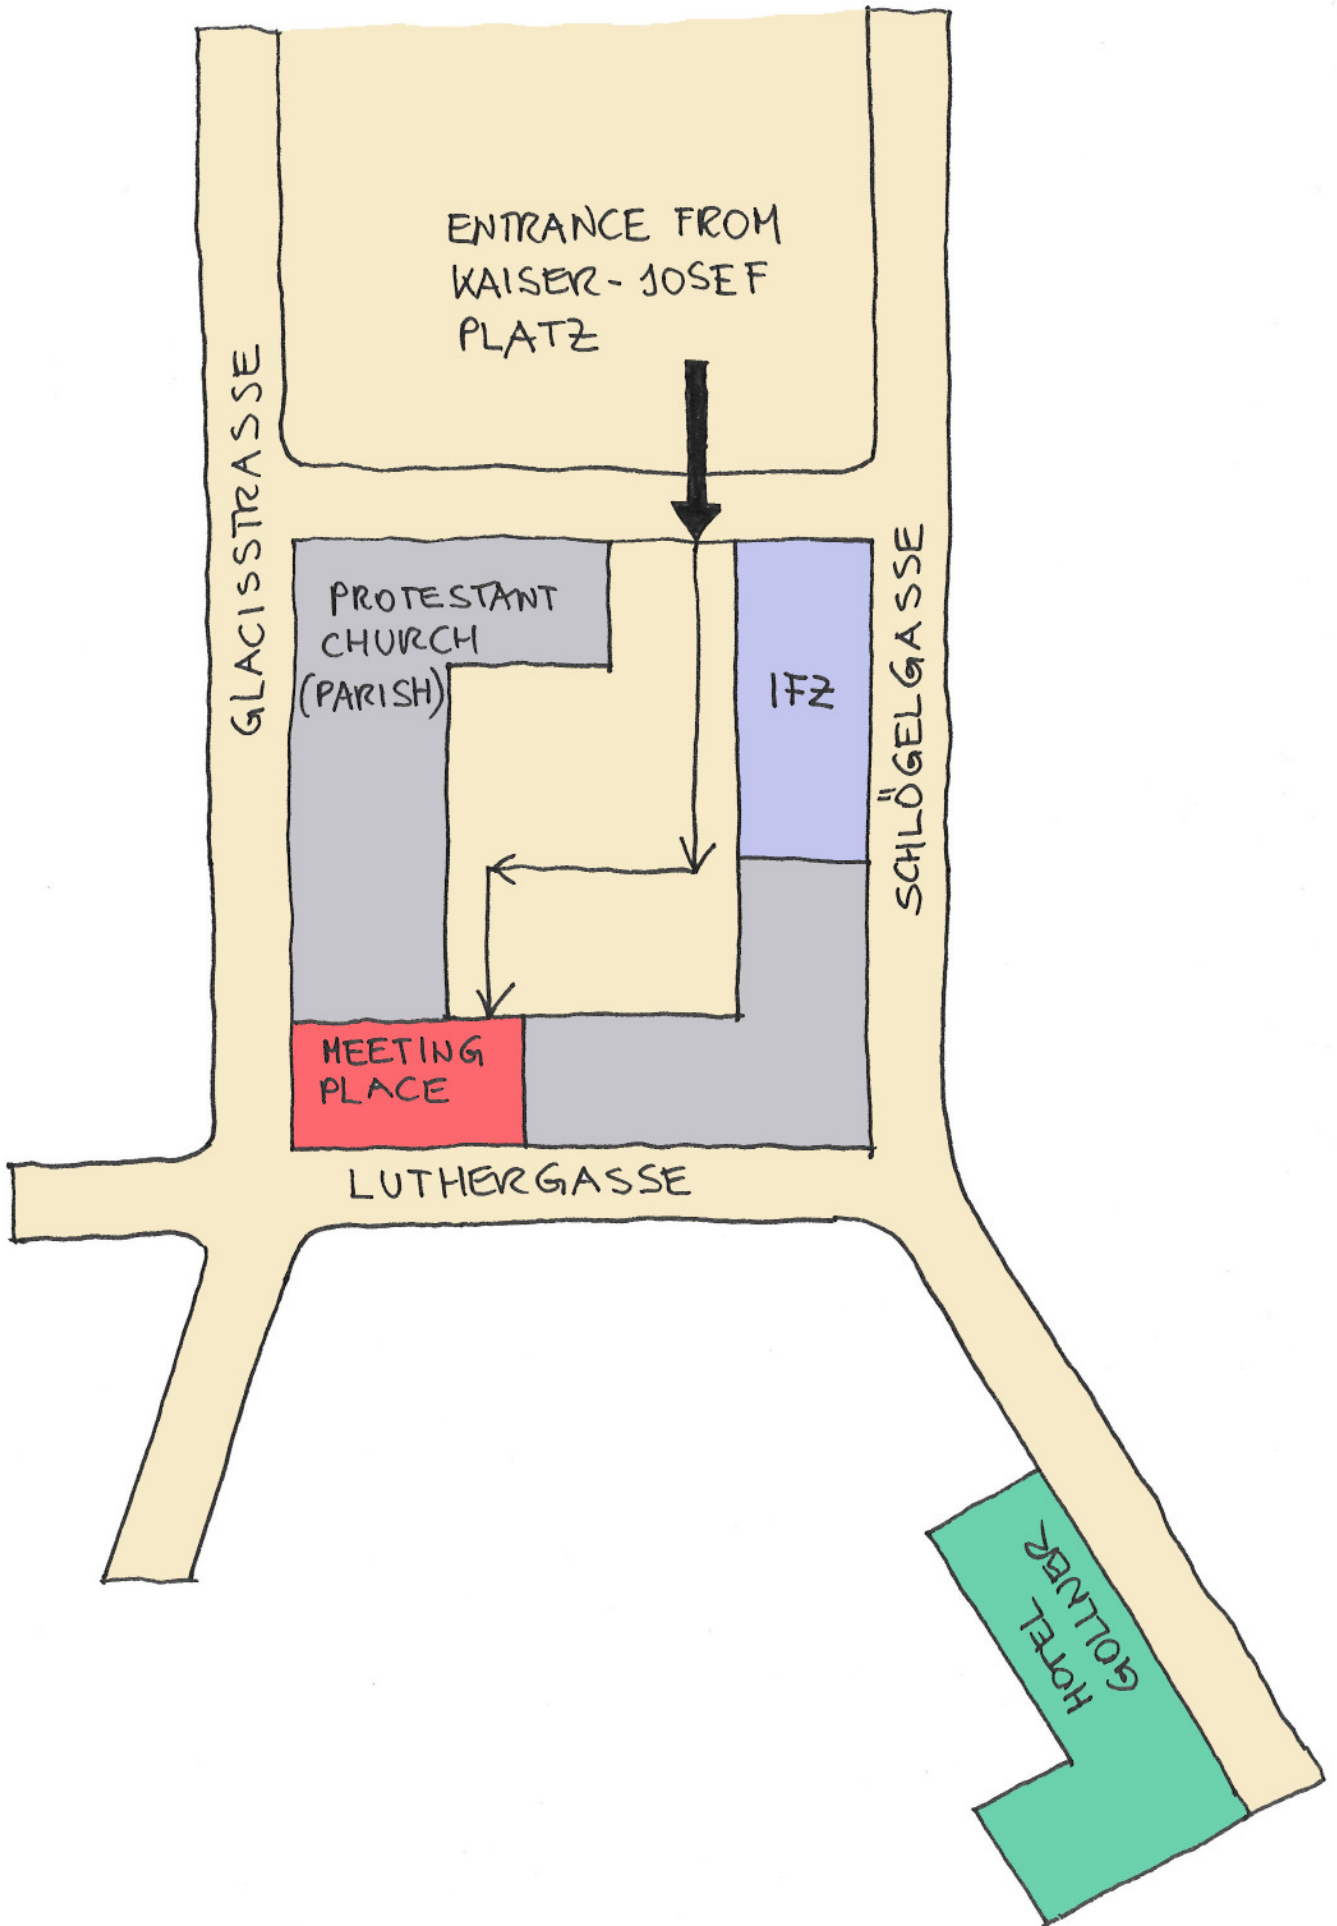 ENTRANCE FROM
KAISER-JOSEF
PLATZ
GLACISSTRASSE
PROTESTANT
CHURCH
(PARISH)
IFZ
SCHLÖGELGASSE
MEETING
PLACE
LUTHERGASSE
HOTEL
GOLLNER